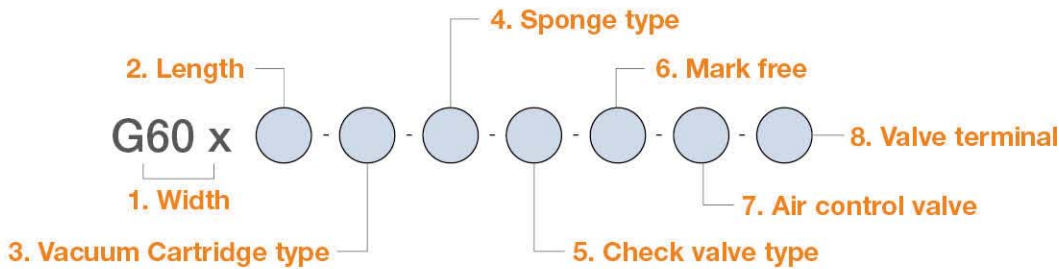 4. Sponge type
2. Length
6. Mark free
G60 x - - - - - -
8. Valve terminal
1. Width
7. Air control valve
3. Vacuum Cartridge type
5. Check valve type